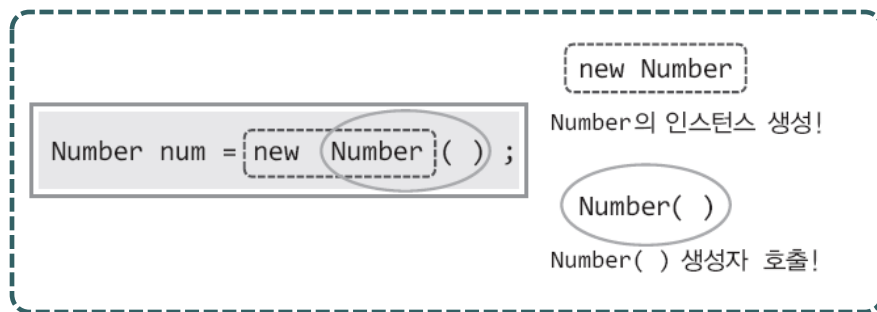 Number num = new Number( ) ;
new Number
Number의 인스턴스 생성!
Number( )
Number( ) 생성자 호출!